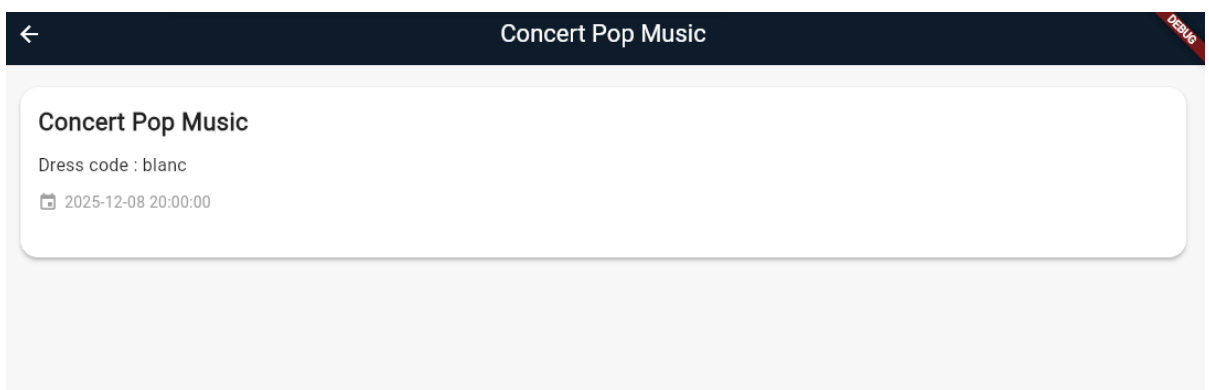 Concert Pop Music
DEBUG
Concert Pop Music
Dress code : blanc
2025-12-08 20:00:00